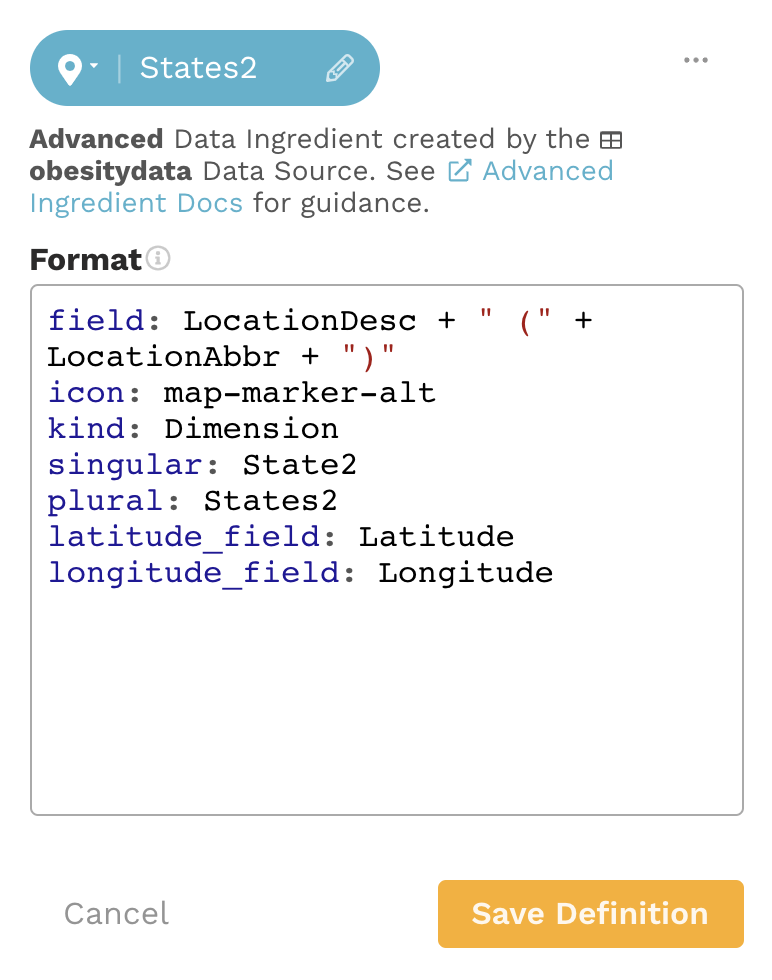 States2
Advanced Data Ingredient created by the
obesitydata Data Source. See Advanced
Ingredient Docs for guidance.
Format
field: LocationDesc + " (" +
LocationAbbr + ")"
icon: map-marker-alt
kind: Dimension
singular: State2
plural: States2
latitude_field: Latitude
longitude_field: Longitude
Cancel
Save Definition